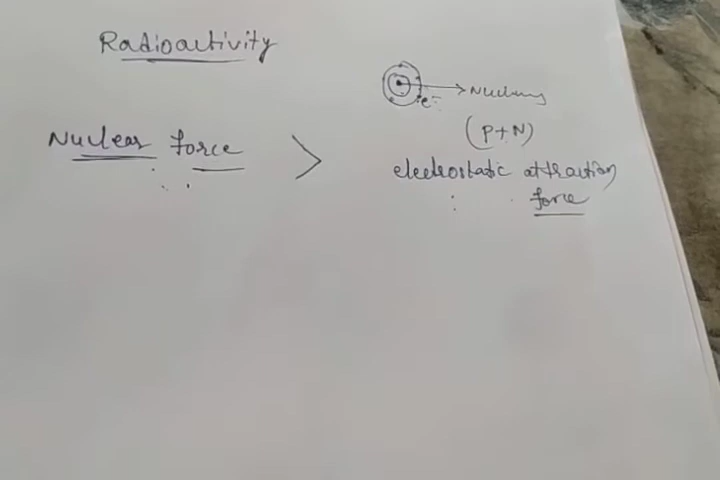 Radioactivity
e-
Nucleus
(P+N)
Nuclear force >
electrostatic attraction
force